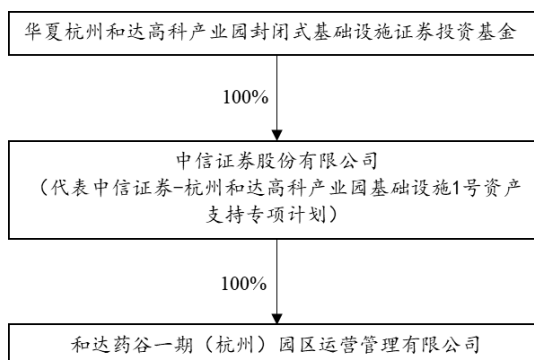 华夏杭州和达高科产业园封闭式基础设施证券投资基金
100%
中信证券股份有限公司
（代表中信证券-杭州和达高科产业园基础设施1号资产
支持专项计划）
100%
和达药谷一期（杭州）园区运营管理有限公司